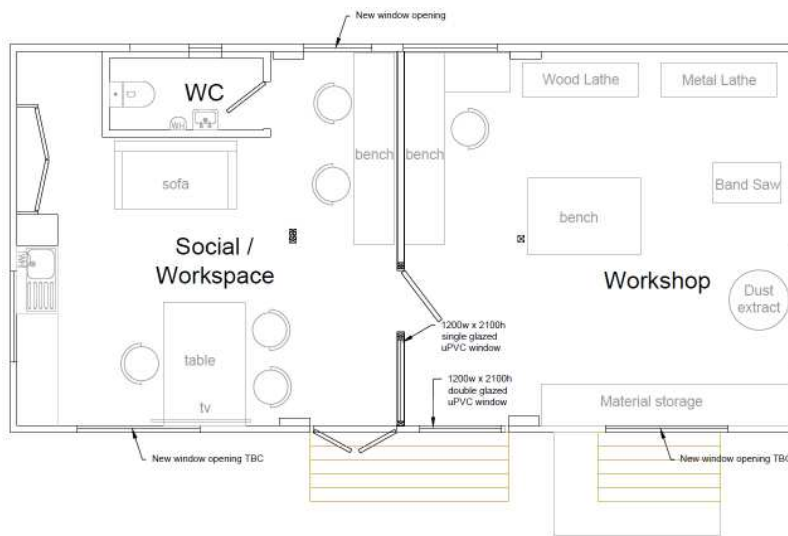 New window opening
WC
WH
Wood Lathe
Metal Lathe
bench
bench
sofa
Band Saw
bench
Social /
Workspace
WH
Workshop
Dust
extract
1200w x 2100h
single glazed
uPVC window
table
1200w x 2100h
double glazed
uPVC window
tv
Material storage
New window opening TBC
New window opening TBC